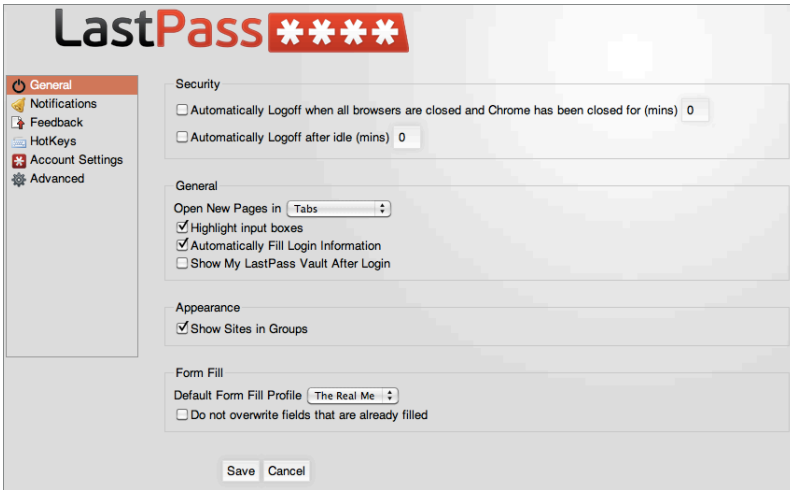 LastPass ****
General
Notifications
Feedback
HotKeys
Account Settings
Advanced
Security
Automatically Logoff when all browsers are closed and Chrome has been closed for (mins) 0
Automatically Logoff after idle (mins) 0
General
Open New Pages in Tabs
Highlight input boxes
Automatically Fill Login Information
Show My LastPass Vault After Login
Appearance
Show Sites in Groups
Form Fill
Default Form Fill Profile The Real Me
Do not overwrite fields that are already filled
Save Cancel